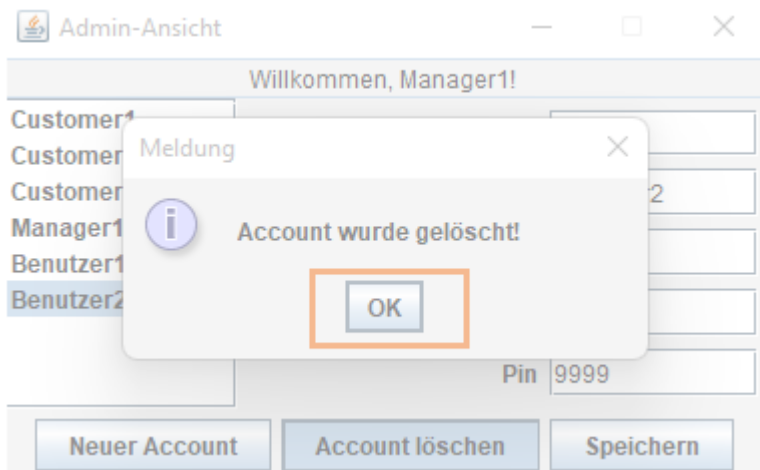 Admin-Ansicht
Willkommen, Manager1!
Customer1
Customer
Customer
Manager1
Benutzer1
Benutzer2
Meldung
Account wurde gelöscht!
OK
2
Pin 9999
Neuer Account Account löschen Speichern